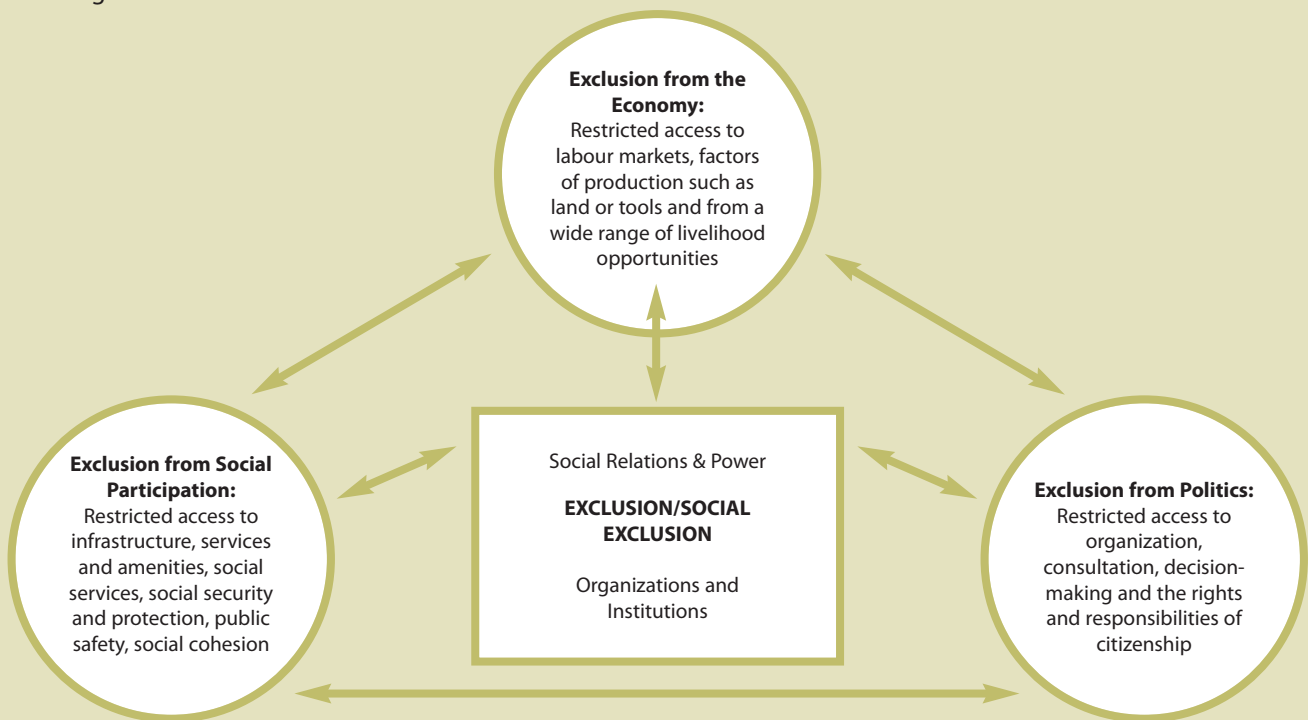 Exclusion from the
Economy:
Restricted access to
labour markets, factors
of production such as
land or tools and from a
wide range of livelihood
opportunities
Exclusion from Social
Participation:
Restricted access to
infrastructure, services
and amenities, social
services, social security
and protection, public
safety, social cohesion
Social Relations & Power
EXCLUSION/SOCIAL
EXCLUSION
Organizations and
Institutions
Exclusion from Politics:
Restricted access to
organization,
consultation, decision-
making and the rights
and responsibilities of
citizenship